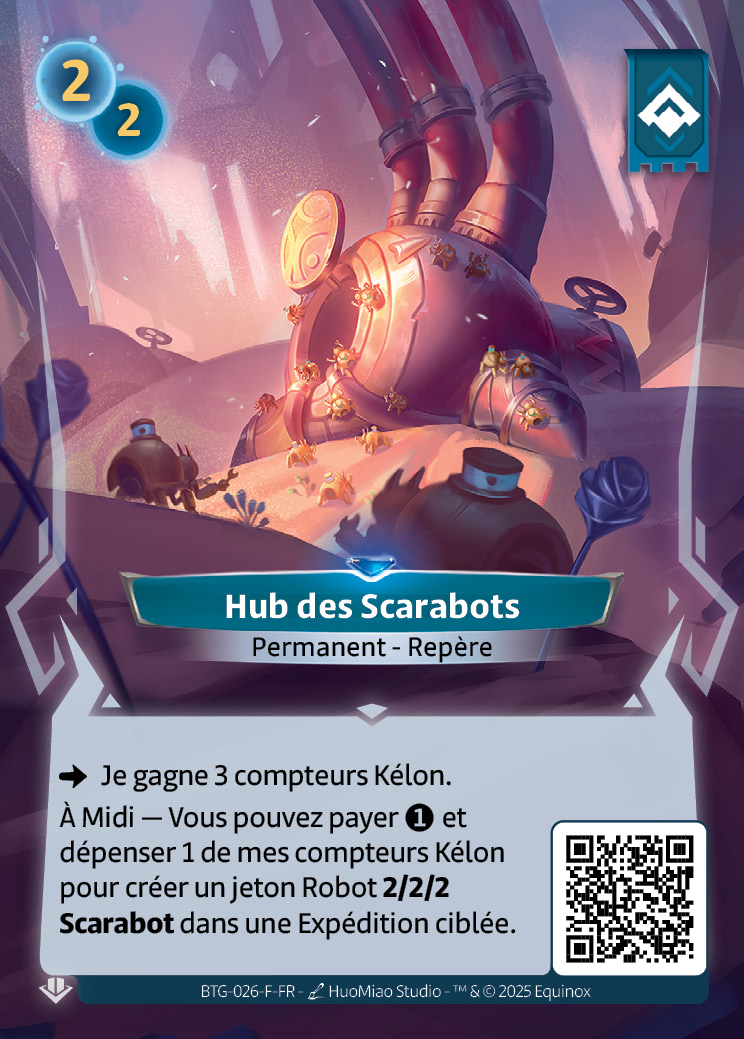 2
2
Hub des Scarabots
Permanent - Repère
Je gagne 3 compteurs Kélon.
À Midi — Vous pouvez payer 1 et
dépenser 1 de mes compteurs Kélon
pour créer un jeton Robot 2/2/2
Scarabot dans une Expédition ciblée.
BTG-026-F-FR - HuoMiao Studio - ™ & © 2025 Equinox